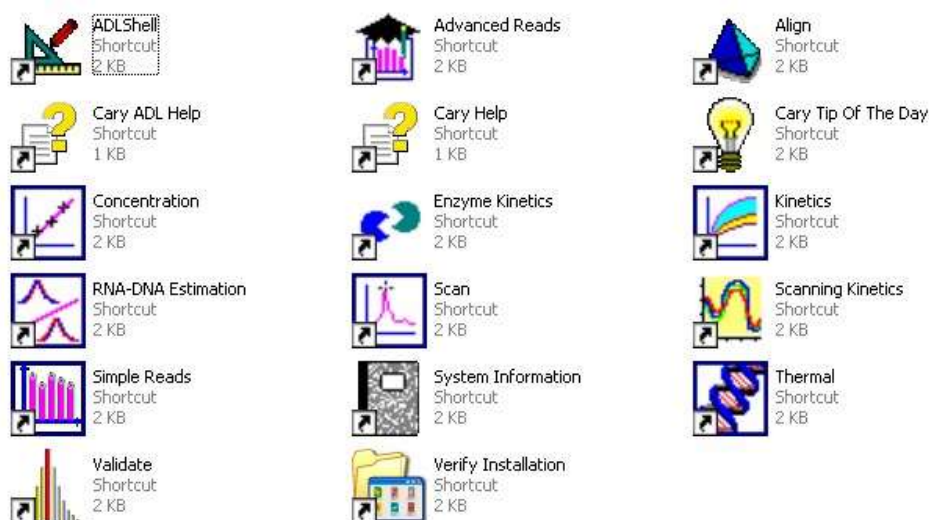 ADLShell
Shortcut
2 KB
Advanced Reads
Shortcut
2 KB
Align
Shortcut
2 KB
Cary ADL Help
Shortcut
1 KB
Cary Help
Shortcut
1 KB
Cary Tip Of The Day
Shortcut
2 KB
Concentration
Shortcut
2 KB
Enzyme Kinetics
Shortcut
2 KB
Kinetics
Shortcut
2 KB
RNA-DNA Estimation
Shortcut
2 KB
Scan
Shortcut
2 KB
Scanning Kinetics
Shortcut
2 KB
Simple Reads
Shortcut
2 KB
System Information
Shortcut
2 KB
Thermal
Shortcut
2 KB
Validate
Shortcut
2 KB
Verify Installation
Shortcut
2 KB